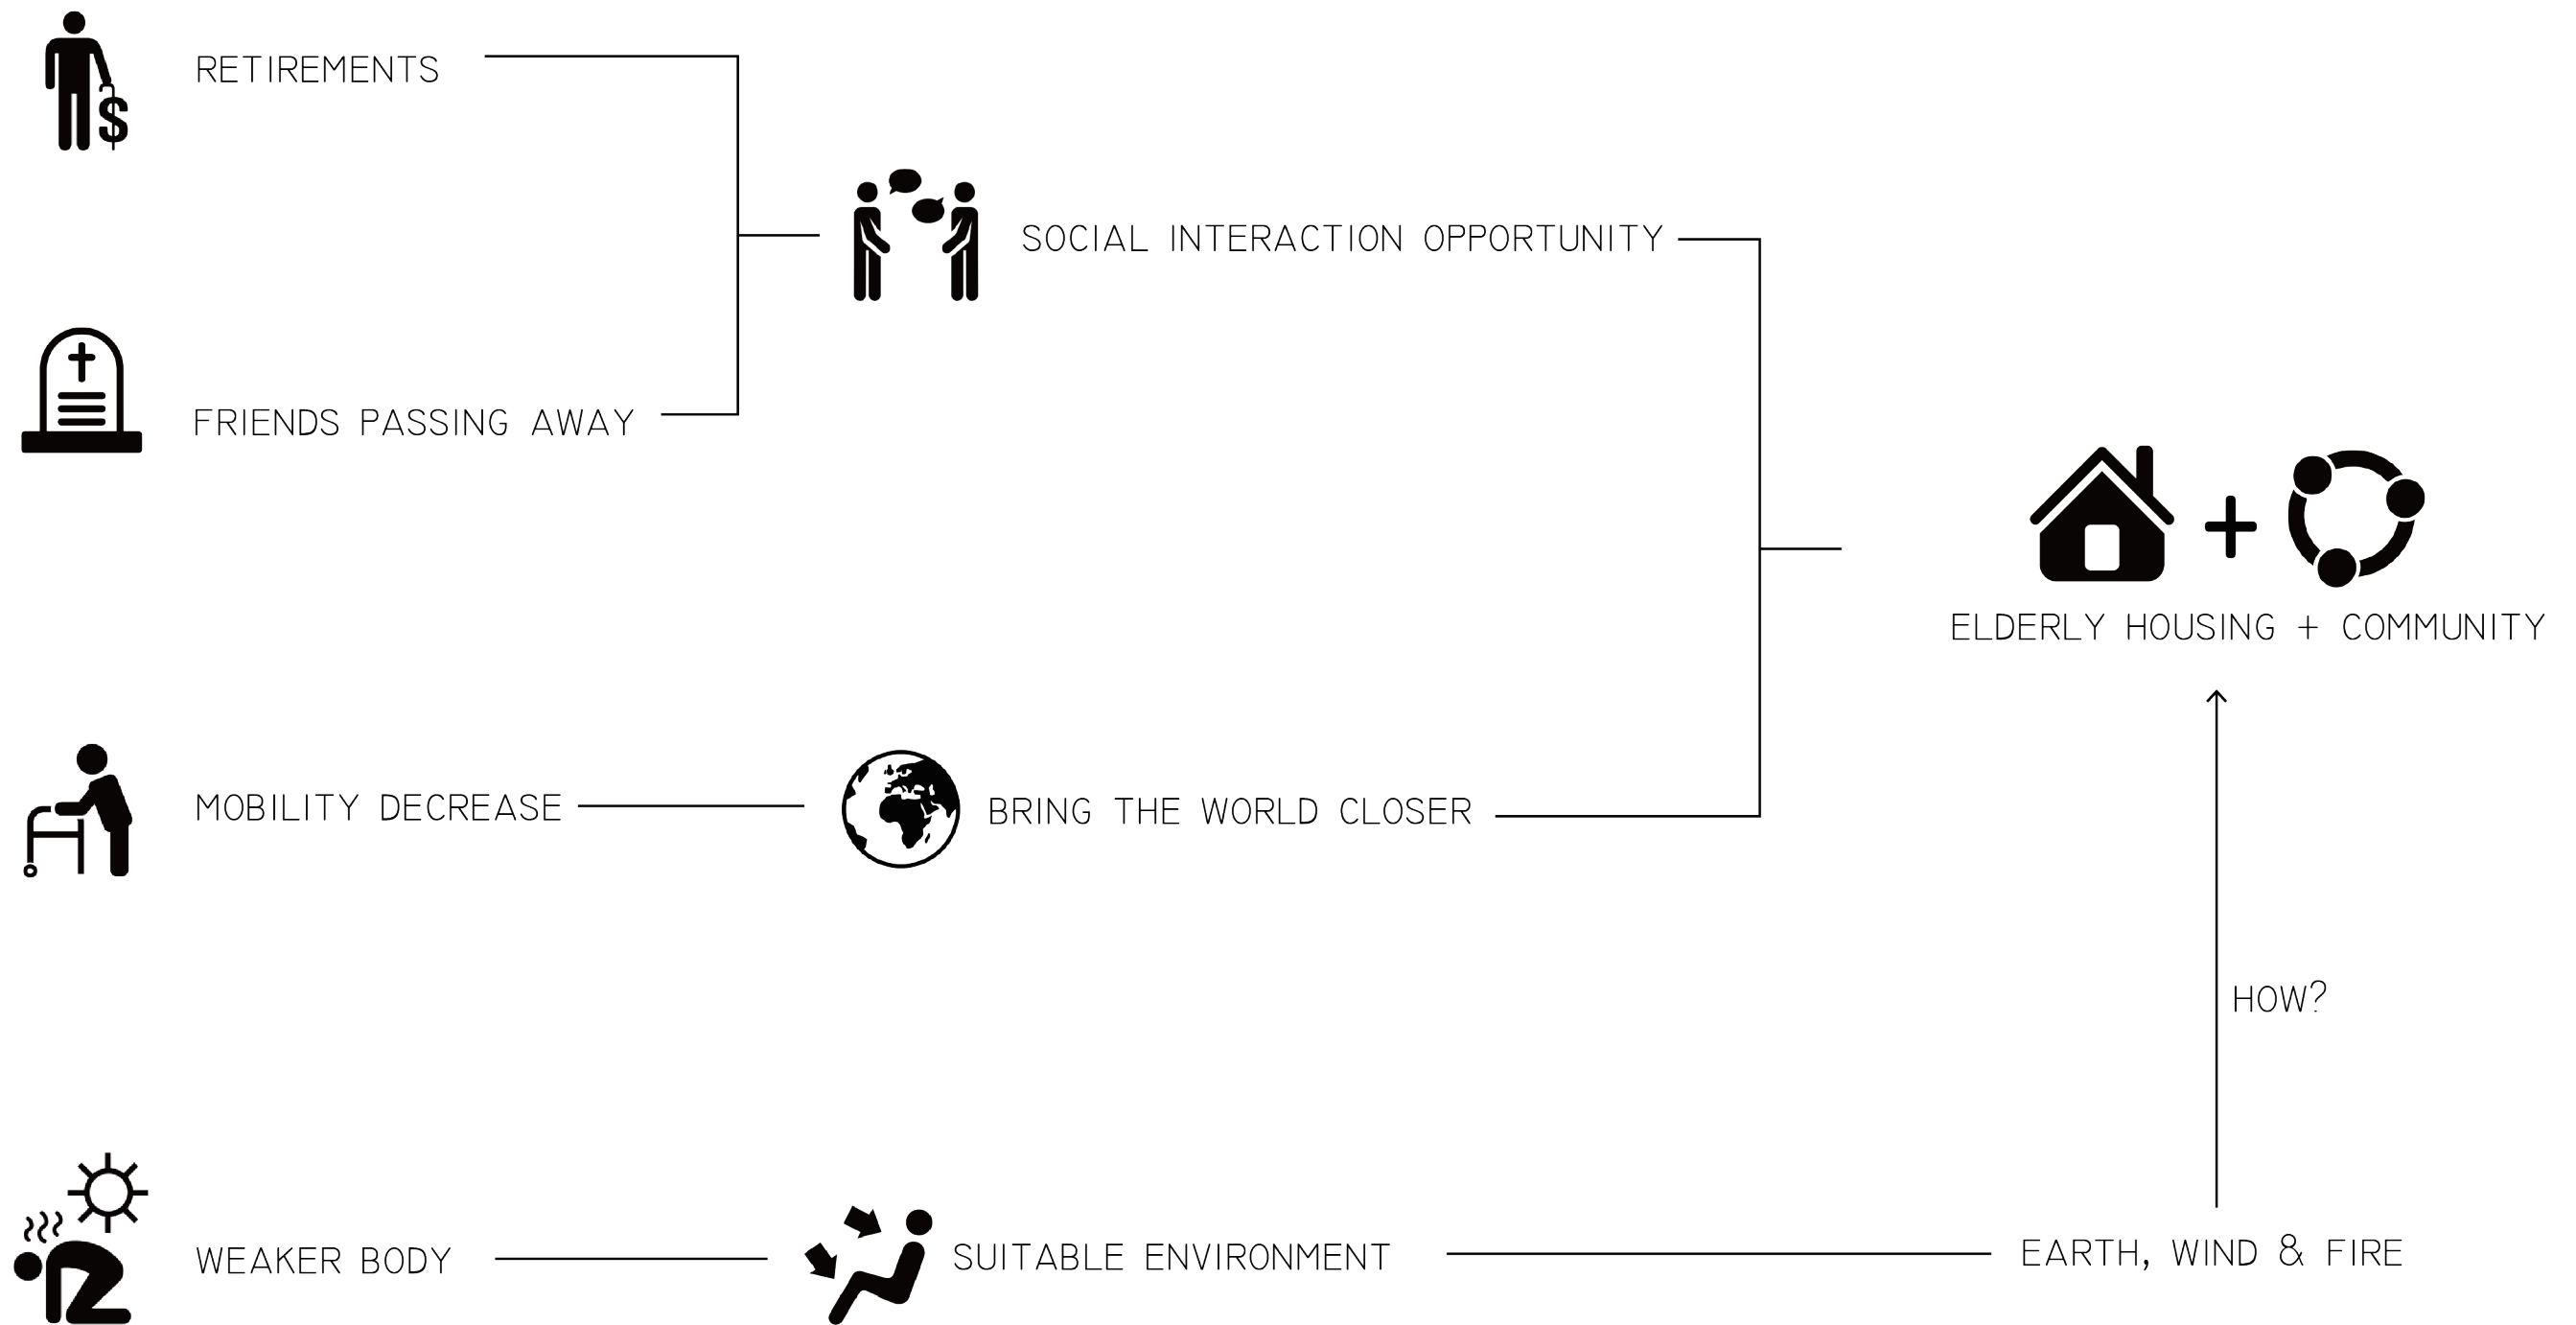 RETIREMENTS
$
SOCIAL INTERACTION OPPORTUNITY
FRIENDS PASSING AWAY
+
ELDERLY HOUSING + COMMUNITY
MOBILITY DECREASE
BRING THE WORLD CLOSER
HOW?
WEAKER BODY
SUITABLE ENVIRONMENT
EARTH, WIND & FIRE